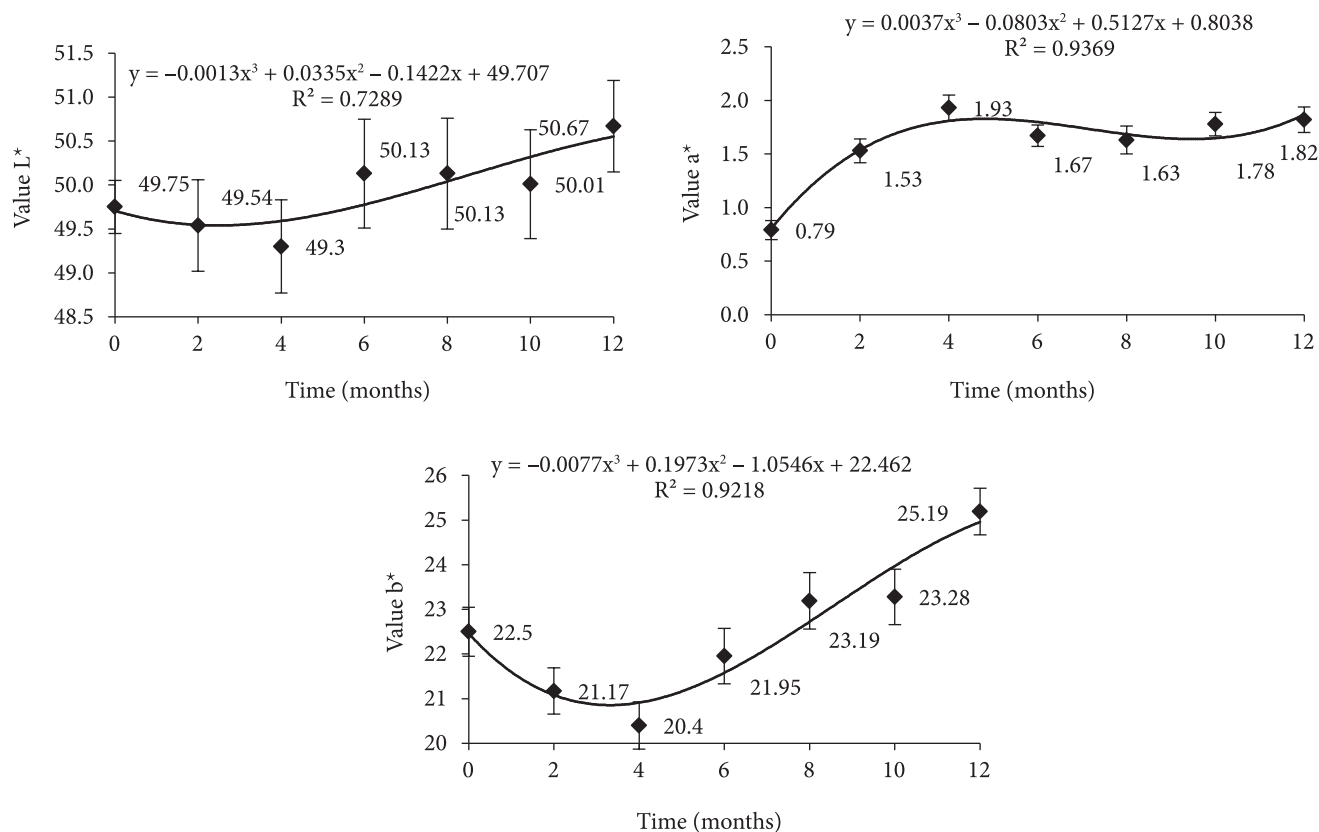 y = −0.0013x³ + 0.0335x² − 0.1422x + 49.707
R² = 0.7289
Value L*
51.5
51.0
50.5
50.0
49.5
49.0
48.5
49.75
49.54
49.3
50.13
50.13
50.01
50.67
0 2 4 6 8 10 12
Time (months)
y = 0.0037x³ − 0.0803x² + 0.5127x + 0.8038
R² = 0.9369
Value a*
2.5
2.0
1.5
1.0
0.5
0.0
0.79
1.53
1.93
1.67
1.63
1.78
1.82
0 2 4 6 8 10 12
Time (months)
y = −0.0077x³ + 0.1973x² − 1.0546x + 22.462
R² = 0.9218
Value b*
26
25
24
23
22
21
20
22.5
21.17
20.4
21.95
23.19
23.28
25.19
0 2 4 6 8 10 12
Time (months)